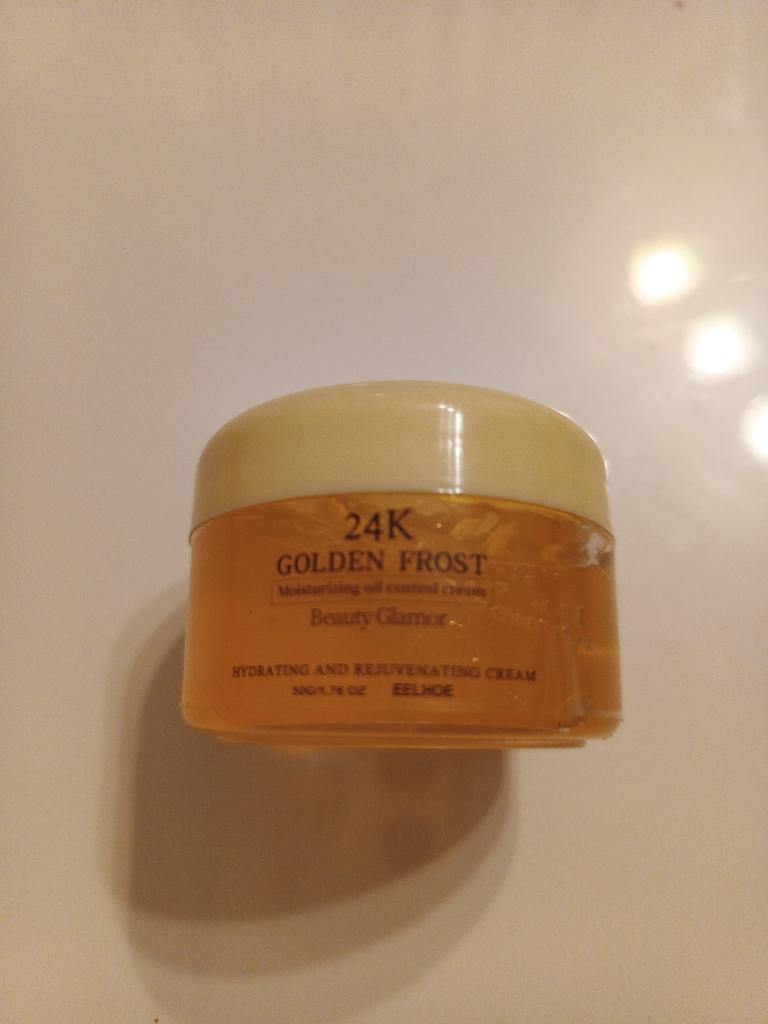 24K
GOLDEN FROST
Moisturizing oil control cream
Beauty Glamor
HYDRATING AND REJUVENATING CREAM
50G/1.76 OZ EELHOE